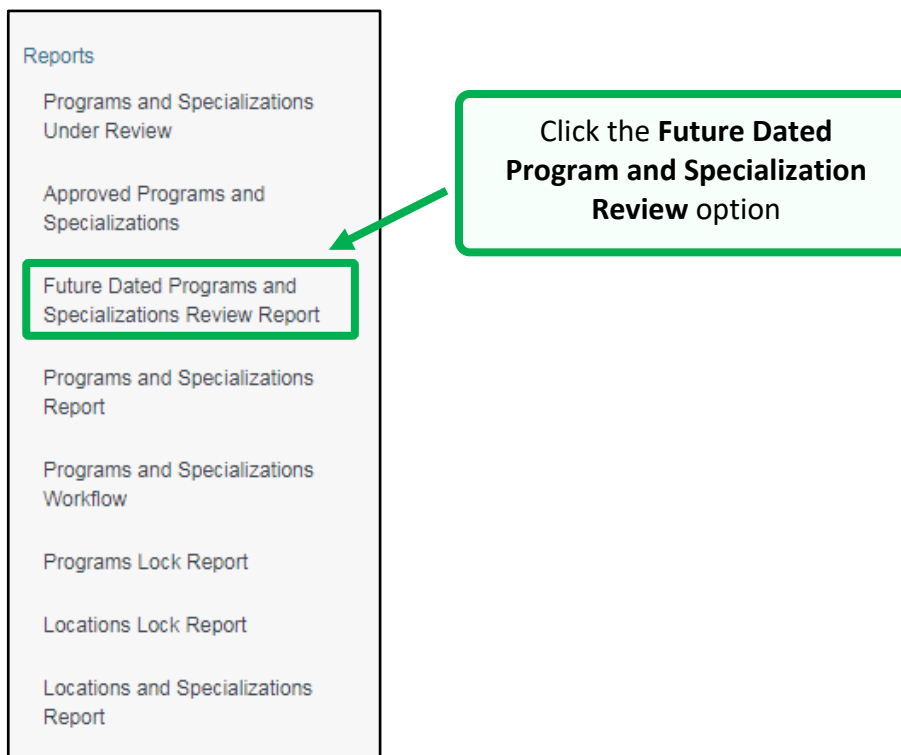 Reports
Programs and Specializations
Under Review
Approved Programs and
Specializations
Future Dated Programs and
Specializations Review Report
Programs and Specializations
Report
Programs and Specializations
Workflow
Programs Lock Report
Locations Lock Report
Locations and Specializations
Report
Click the Future Dated
Program and Specialization
Review option